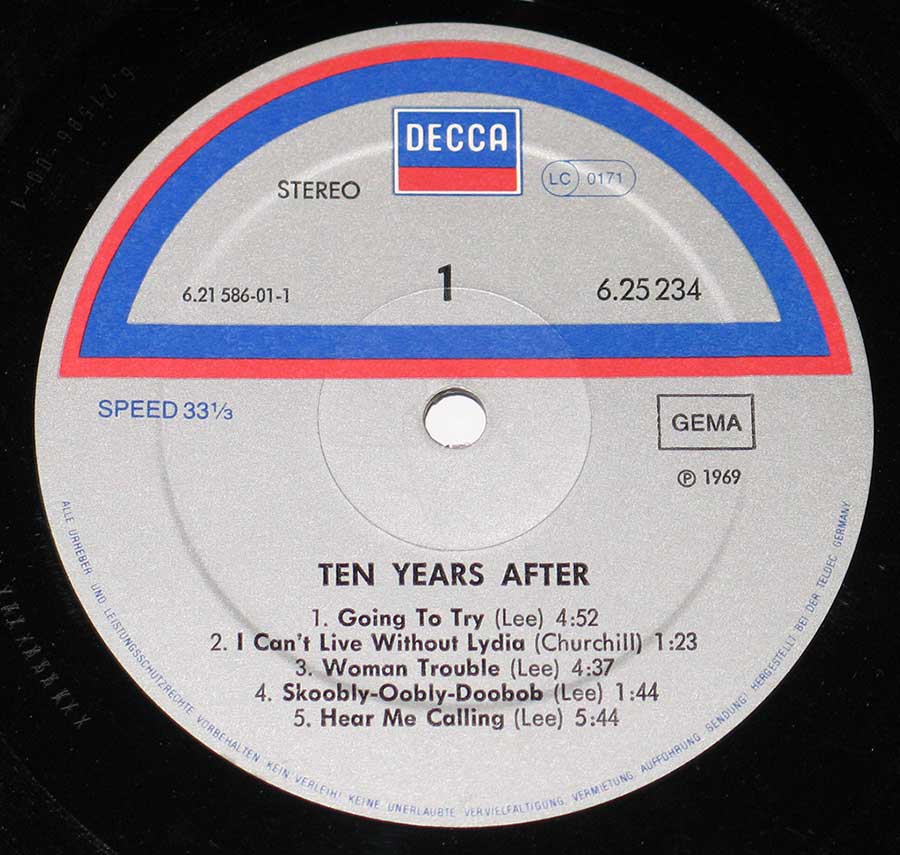 DECCA
STEREO
LC 0171
1
6.21 586-01-1
6.25 234
SPEED 33 1/3
GEMA
℗ 1969
TEN YEARS AFTER
1. Going To Try (Lee) 4:52
2. I Can't Live Without Lydia (Churchill) 1:23
3. Woman Trouble (Lee) 4:37
4. Skoobly-Oobly-Doobob (Lee) 1:44
5. Hear Me Calling (Lee) 5:44
ALLE URHEBER- UND LEISTUNGSSCHUTZRECHTE VORBEHALTEN KEIN VERLEIH! KEINE UNERLAUBTE VERVIELFÄLTIGUNG, VERMIETUNG, AUFFÜHRUNG, SENDUNG! HERGESTELLT BEI DER TELDEC GERMANY